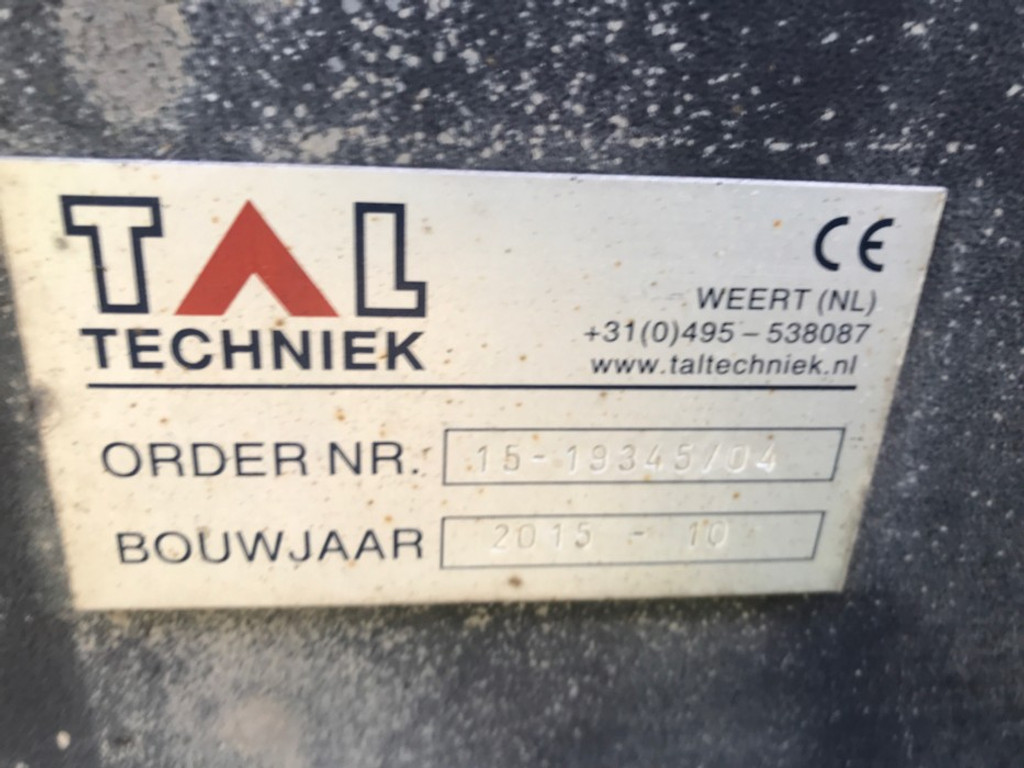 TAL
TECHNIEK
CE
WEERT (NL)
+31(0)495 – 538087
www.taltechniek.nl
ORDER NR. 15-19345/04
BOUWJAAR 2015 - 10